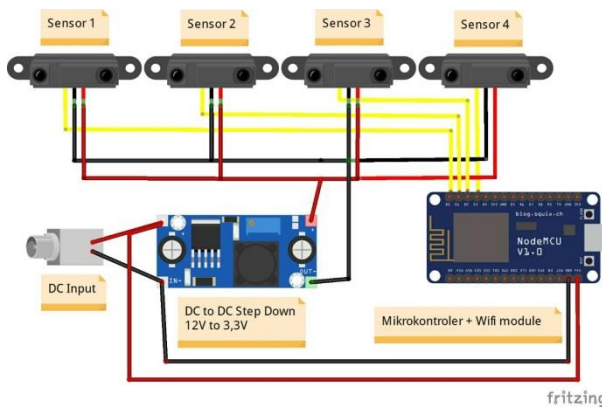 Sensor 1
Sensor 2
Sensor 3
Sensor 4
blog-squix-ch
NodeMCU
V1.0
DC Input
IN-
OUT-
DC to DC Step Down
12V to 3,3V
Mikrokontroler + Wifi module
fritzing